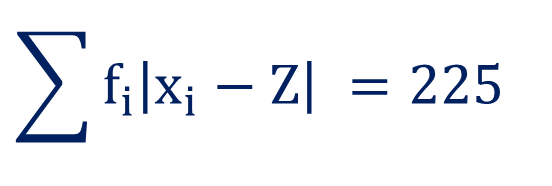 ∑ fᵢ|xᵢ − Z| = 225